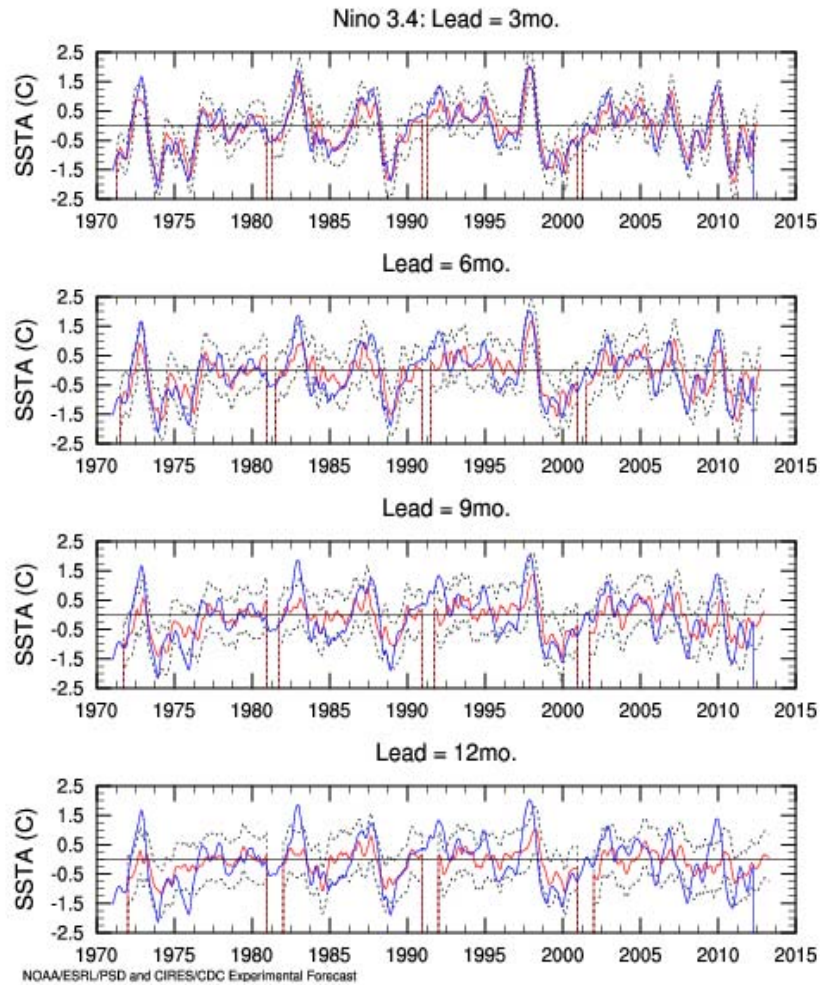 Nino 3.4: Lead = 3mo.
SSTA (C)
2.5
1.5
0.5
-0.5
-1.5
-2.5
1970 1975 1980 1985 1990 1995 2000 2005 2010 2015
Lead = 6mo.
SSTA (C)
2.5
1.5
0.5
-0.5
-1.5
-2.5
1970 1975 1980 1985 1990 1995 2000 2005 2010 2015
Lead = 9mo.
SSTA (C)
2.5
1.5
0.5
-0.5
-1.5
-2.5
1970 1975 1980 1985 1990 1995 2000 2005 2010 2015
Lead = 12mo.
SSTA (C)
2.5
1.5
0.5
-0.5
-1.5
-2.5
1970 1975 1980 1985 1990 1995 2000 2005 2010 2015
NOAA/ESRL/PSD and CIRES/CDC Experimental Forecast